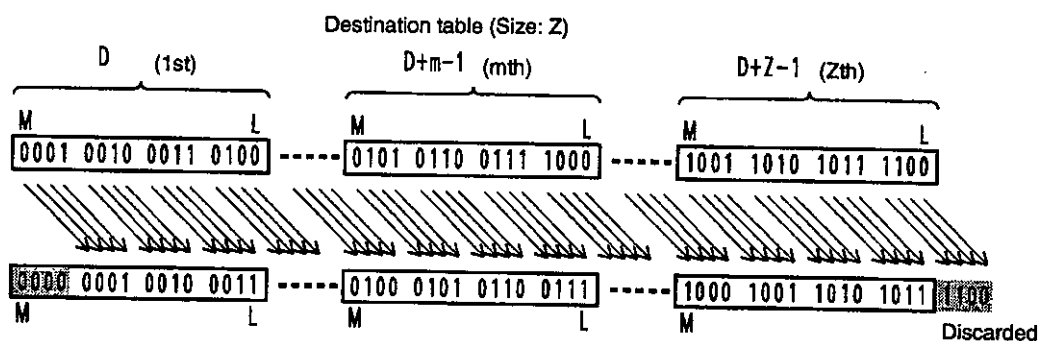 Destination table (Size: Z)
D (1st) D+m-1 (mth) D+Z-1 (Zth)
M L M L M L
0001 0010 0011 0100 0101 0110 0111 1000 1001 1010 1011 1100
0000 0001 0010 0011 0100 0101 0110 0111 1000 1001 1010 1011 1100
M L M L M
Discarded